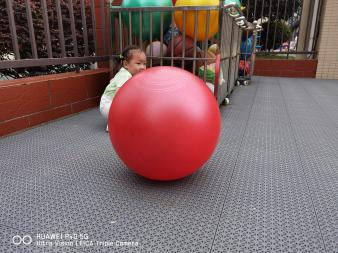 HUAWEI P40 5G
Ultra Vision LEICA Triple Camera